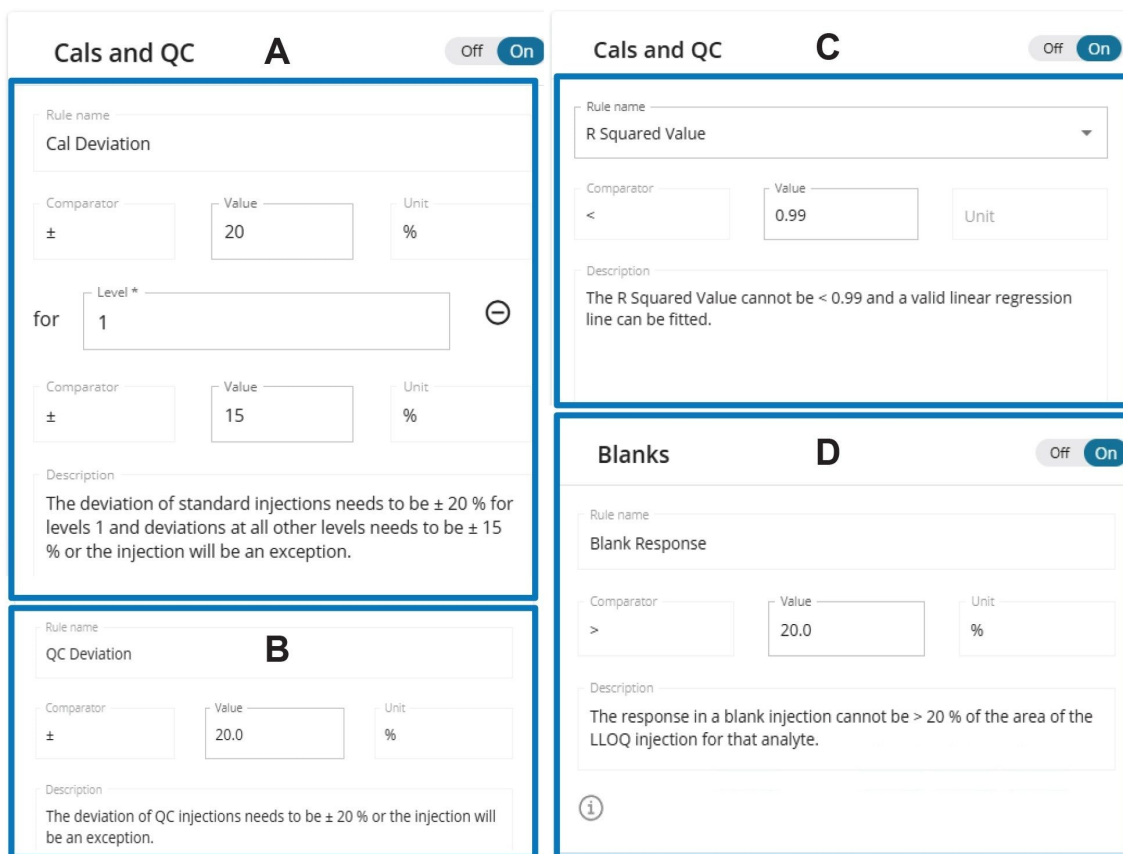 Cals and QC
A
Off
On
Rule name
Cal Deviation
Comparator
±
Value
20
Unit
%
for
Level *
1
Comparator
±
Value
15
Unit
%
Description
The deviation of standard injections needs to be ± 20 % for
levels 1 and deviations at all other levels needs to be ± 15
% or the injection will be an exception.
Rule name
QC Deviation
B
Comparator
±
Value
20.0
Unit
%
Description
The deviation of QC injections needs to be ± 20 % or the injection will
be an exception.
Cals and QC
C
Off
On
Rule name
R Squared Value
Comparator
<
Value
0.99
Unit
Description
The R Squared Value cannot be < 0.99 and a valid linear regression
line can be fitted.
Blanks
D
Off
On
Rule name
Blank Response
Comparator
>
Value
20.0
Unit
%
Description
The response in a blank injection cannot be > 20 % of the area of the
LLOQ injection for that analyte.
i